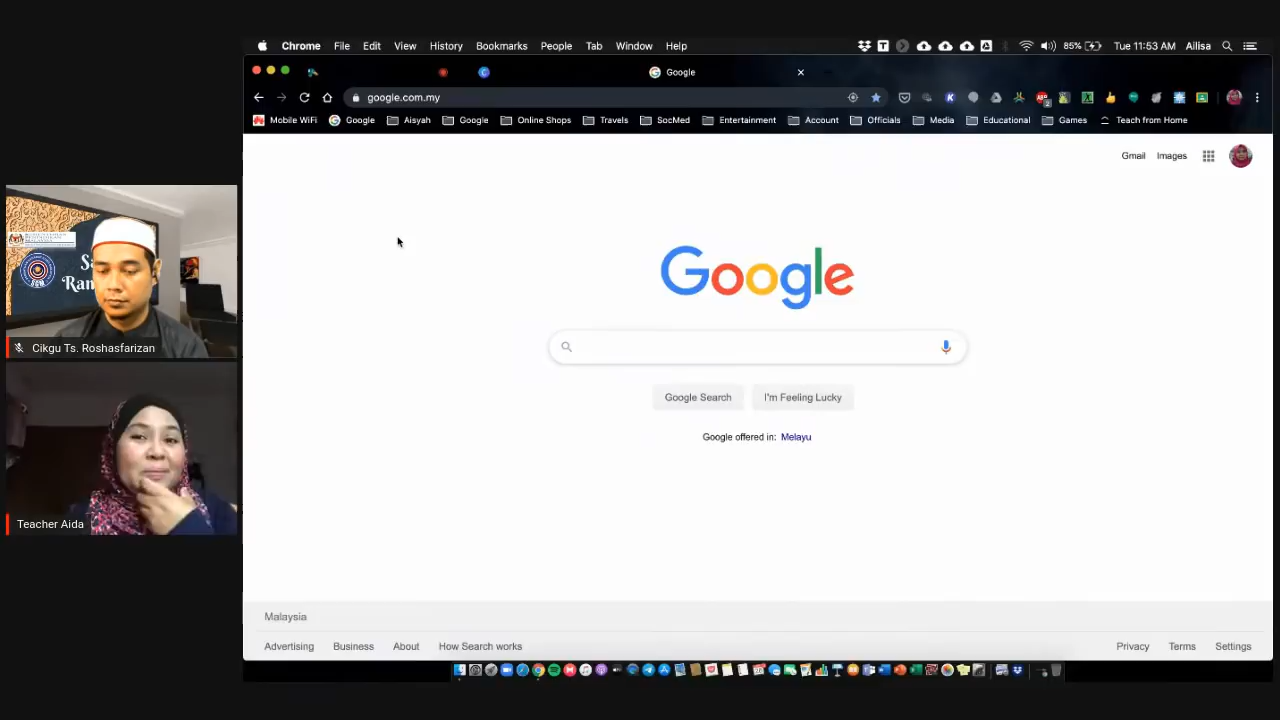 Chrome File Edit View History Bookmarks People Tab Window Help 85% Tue 11:53 AM Ailisa
Google
google.com.my
Mobile WiFi Google Aisyah Google Online Shops Travels SocMed Entertainment Account Officials Media Educational Games Teach from Home
Gmail Images
Google
Google Search I'm Feeling Lucky
Google offered in: Melayu
Malaysia
Advertising Business About How Search works Privacy Terms Settings
Cikgu Ts. Roshasfarizan
Teacher Aida